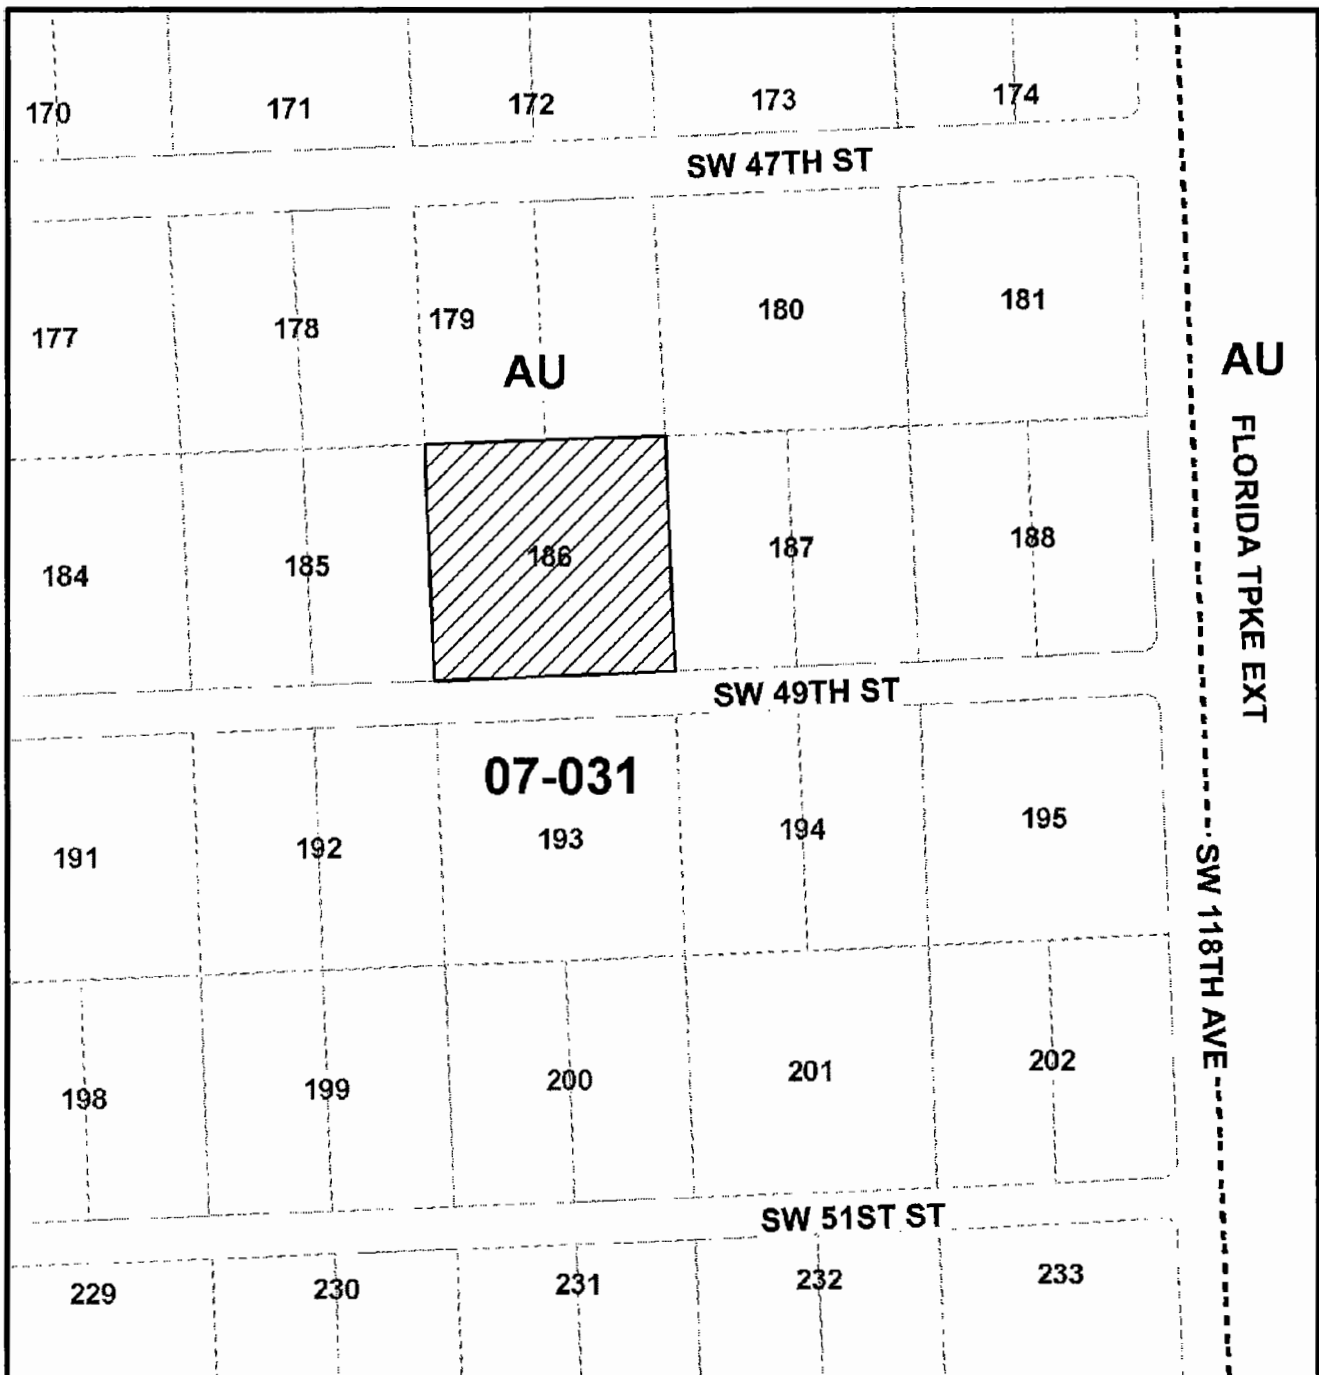 170 171 172 173 174
SW 47TH ST
177 178 179 180 181
AU
AU
FLORIDA TPKE EXT
184 185 186 187 188
SW 49TH ST
07-031
191 192 193 194 195
SW 118TH AVE
198 199 200 201 202
SW 51ST ST
229 230 231 232 233